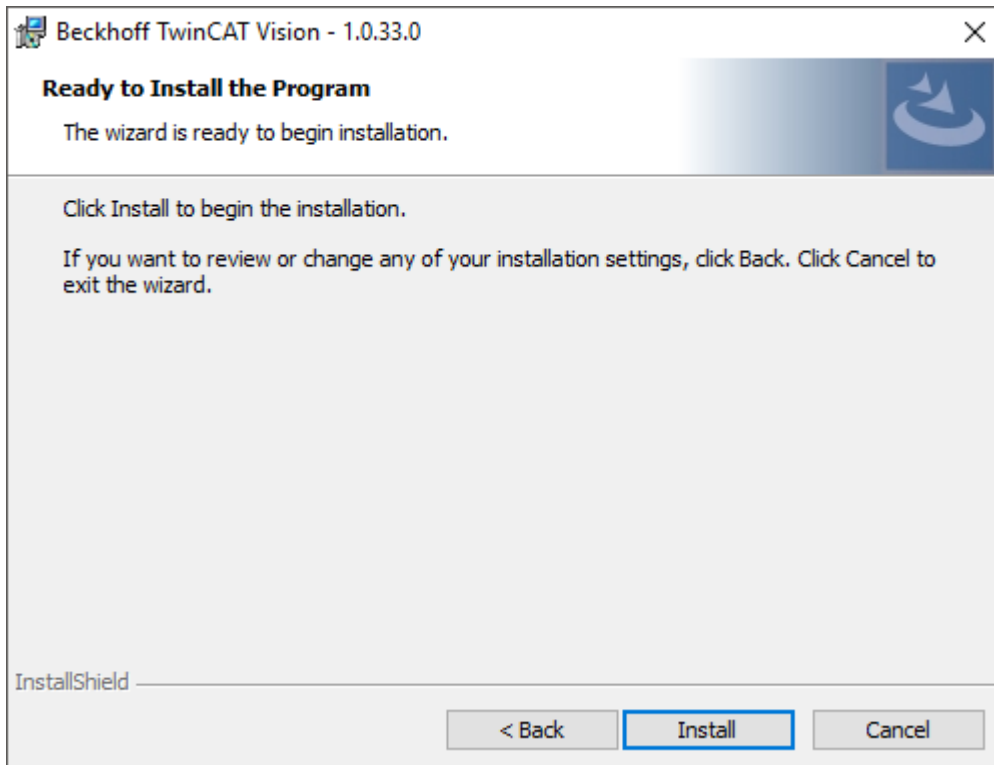 Beckhoff TwinCAT Vision - 1.0.33.0
Ready to Install the Program
The wizard is ready to begin installation.
Click Install to begin the installation.
If you want to review or change any of your installation settings, click Back. Click Cancel to
exit the wizard.
InstallShield
< Back
Install
Cancel